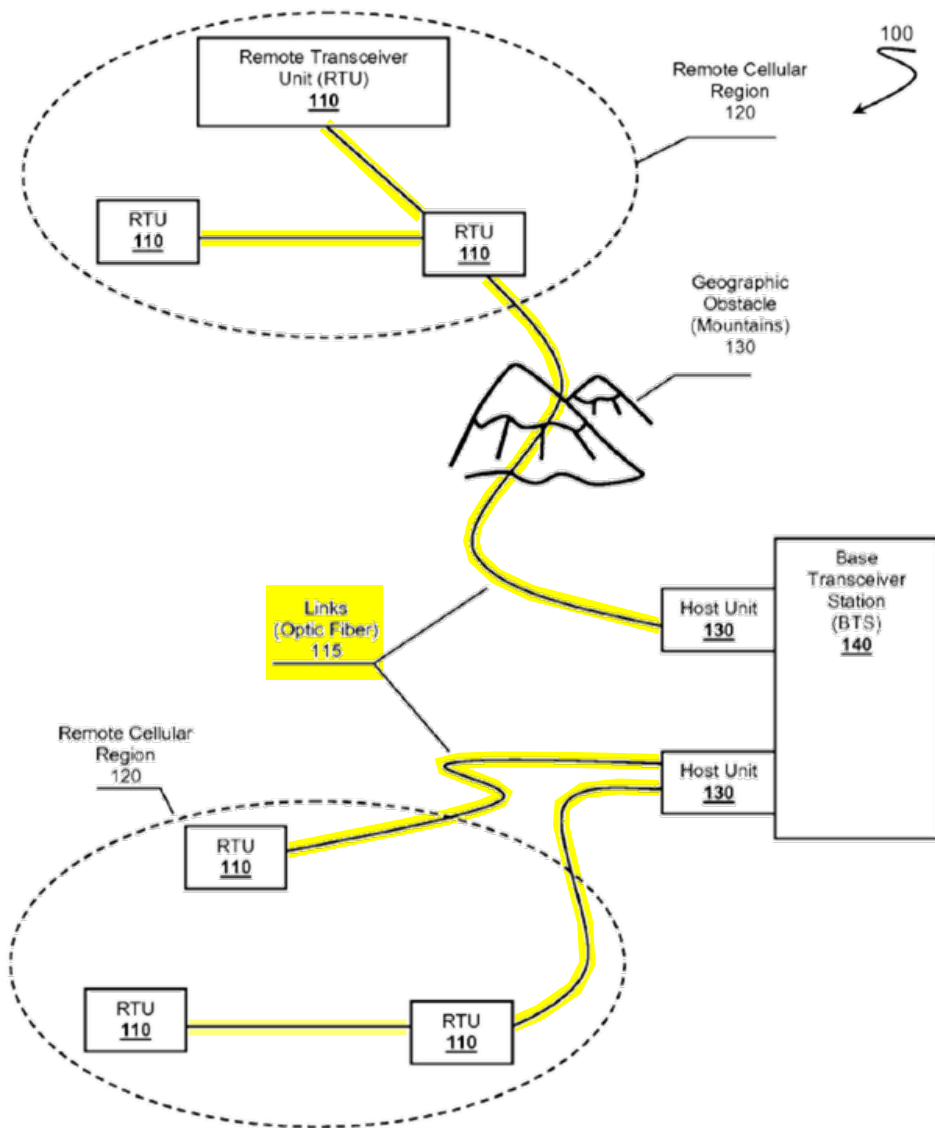 100
Remote Transceiver
Unit (RTU)
110
Remote Cellular
Region
120
RTU
110
RTU
110
Geographic
Obstacle
(Mountains)
130
Base
Transceiver
Station
(BTS)
140
Links
(Optic Fiber)
115
Host Unit
130
Remote Cellular
Region
120
Host Unit
130
RTU
110
RTU
110
RTU
110